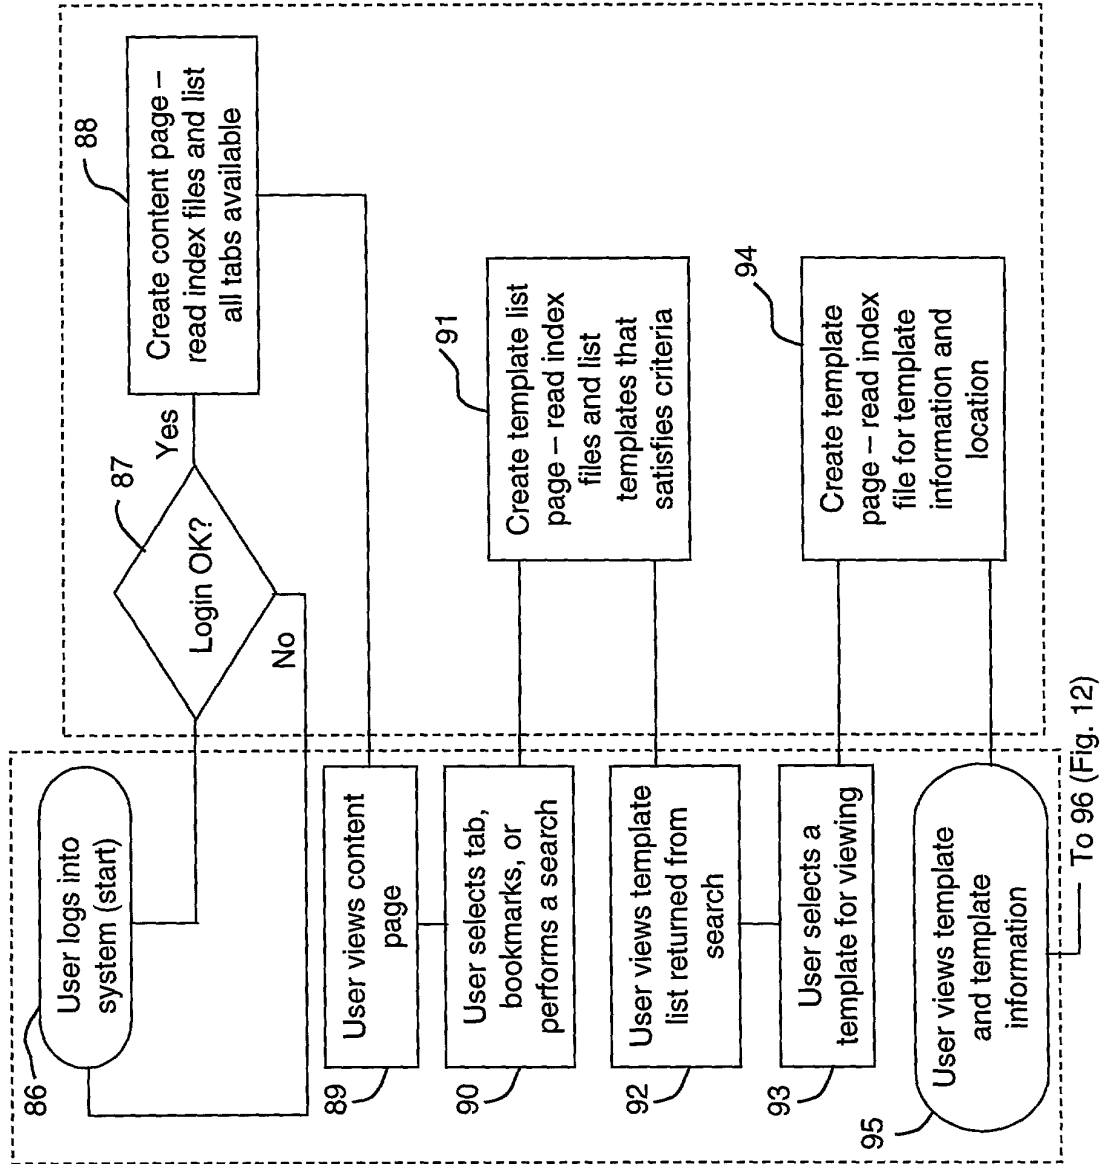 86
User logs into
system (start)
87
Login OK?
Yes
No
88
Create content page –
read index files and list
all tabs available
89
User views content
page
90
User selects tab,
bookmarks, or
performs a search
91
Create template list
page – read index
files and list
templates that
satisfies criteria
92
User views template
list returned from
search
93
User selects a
template for viewing
94
Create template
page – read index
file for template
information and
location
95
User views template
and template
information
To 96 (Fig. 12)